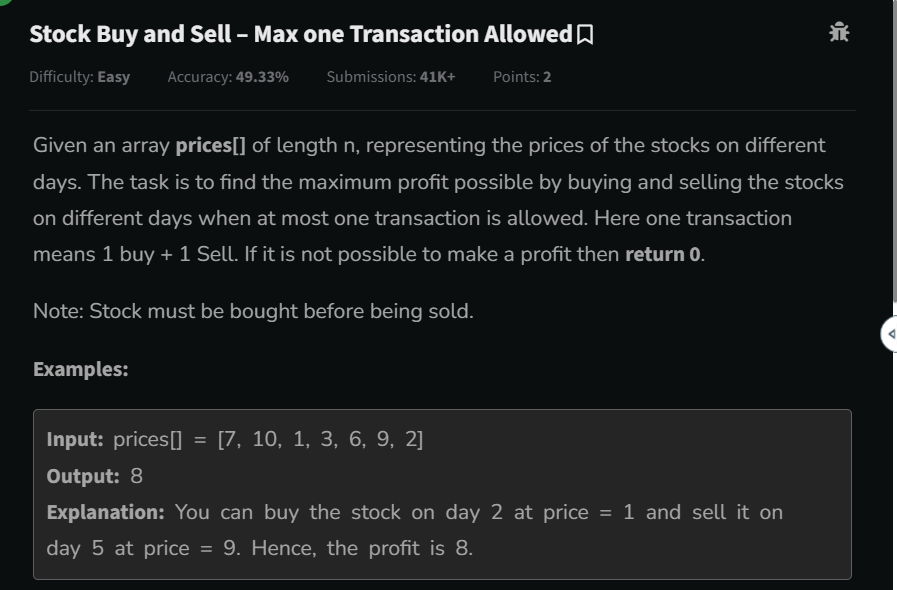 Stock Buy and Sell – Max one Transaction Allowed
Difficulty: Easy Accuracy: 49.33% Submissions: 41K+ Points: 2
Given an array prices[] of length n, representing the prices of the stocks on different
days. The task is to find the maximum profit possible by buying and selling the stocks
on different days when at most one transaction is allowed. Here one transaction
means 1 buy + 1 Sell. If it is not possible to make a profit then return 0.
Note: Stock must be bought before being sold.
Examples:
Input: prices[] = [7, 10, 1, 3, 6, 9, 2]
Output: 8
Explanation: You can buy the stock on day 2 at price = 1 and sell it on
day 5 at price = 9. Hence, the profit is 8.